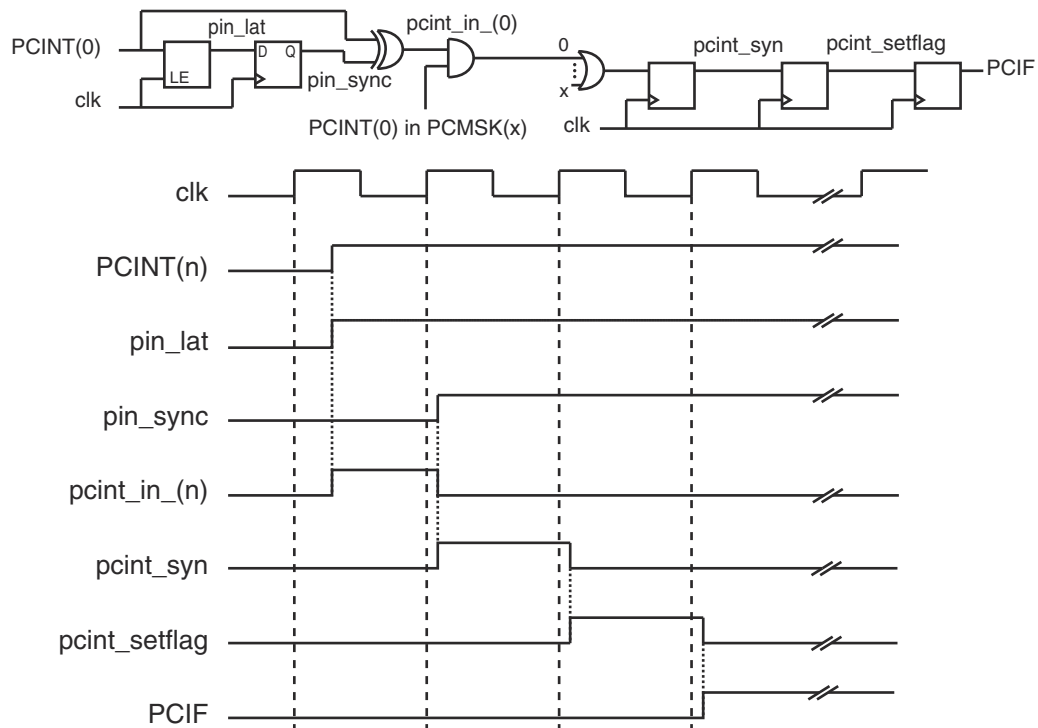 pin_lat
pcint_in_(0)
PCINT(0)
D Q
LE
pin_sync
clk
PCINT(0) in PCMSK(x)
0
x
clk
pcint_syn
pcint_setflag
PCIF
clk
PCINT(n)
pin_lat
pin_sync
pcint_in_(n)
pcint_syn
pcint_setflag
PCIF